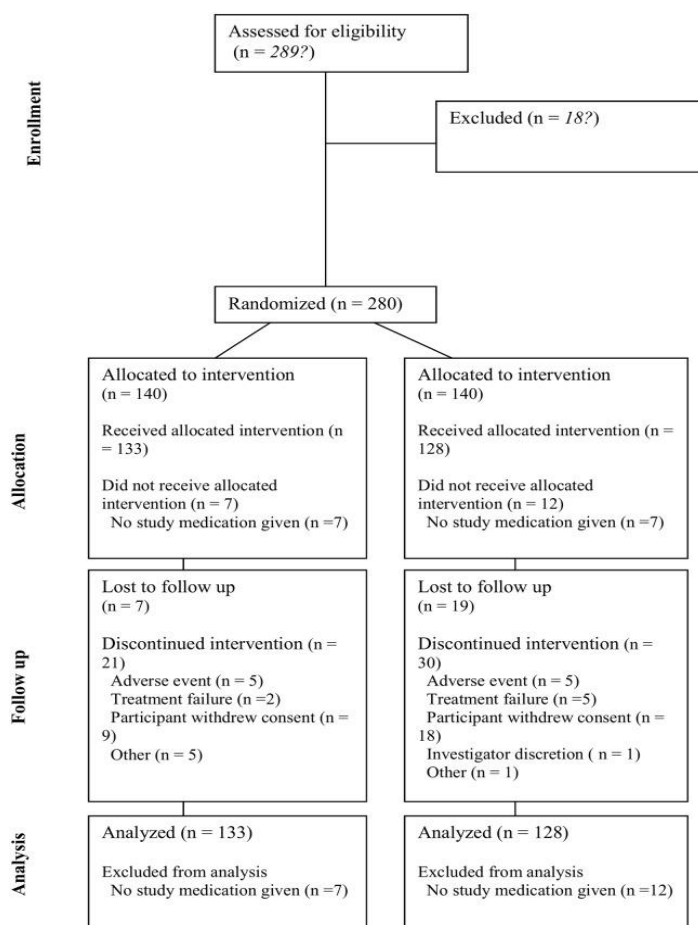 Assessed for eligibility
(n = 289?)
Enrollment
Excluded (n = 18?)
Randomized (n = 280)
Allocation
Allocated to intervention
(n = 140)
Received allocated intervention (n
= 133)
Did not receive allocated
intervention (n = 7)
No study medication given (n =7)
Allocated to intervention
(n = 140)
Received allocated intervention (n =
128)
Did not receive allocated
intervention (n = 12)
No study medication given (n =7)
Follow up
Lost to follow up
(n = 7)
Discontinued intervention (n =
21)
Adverse event (n = 5)
Treatment failure (n =2)
Participant withdrew consent (n =
9)
Other (n = 5)
Lost to follow up
(n = 19)
Discontinued intervention (n =
30)
Adverse event (n = 5)
Treatment failure (n =5)
Participant withdrew consent (n =
18)
Investigator discretion ( n = 1)
Other (n = 1)
Analysis
Analyzed (n = 133)
Excluded from analysis
No study medication given (n =7)
Analyzed (n = 128)
Excluded from analysis
No study medication given (n =12)